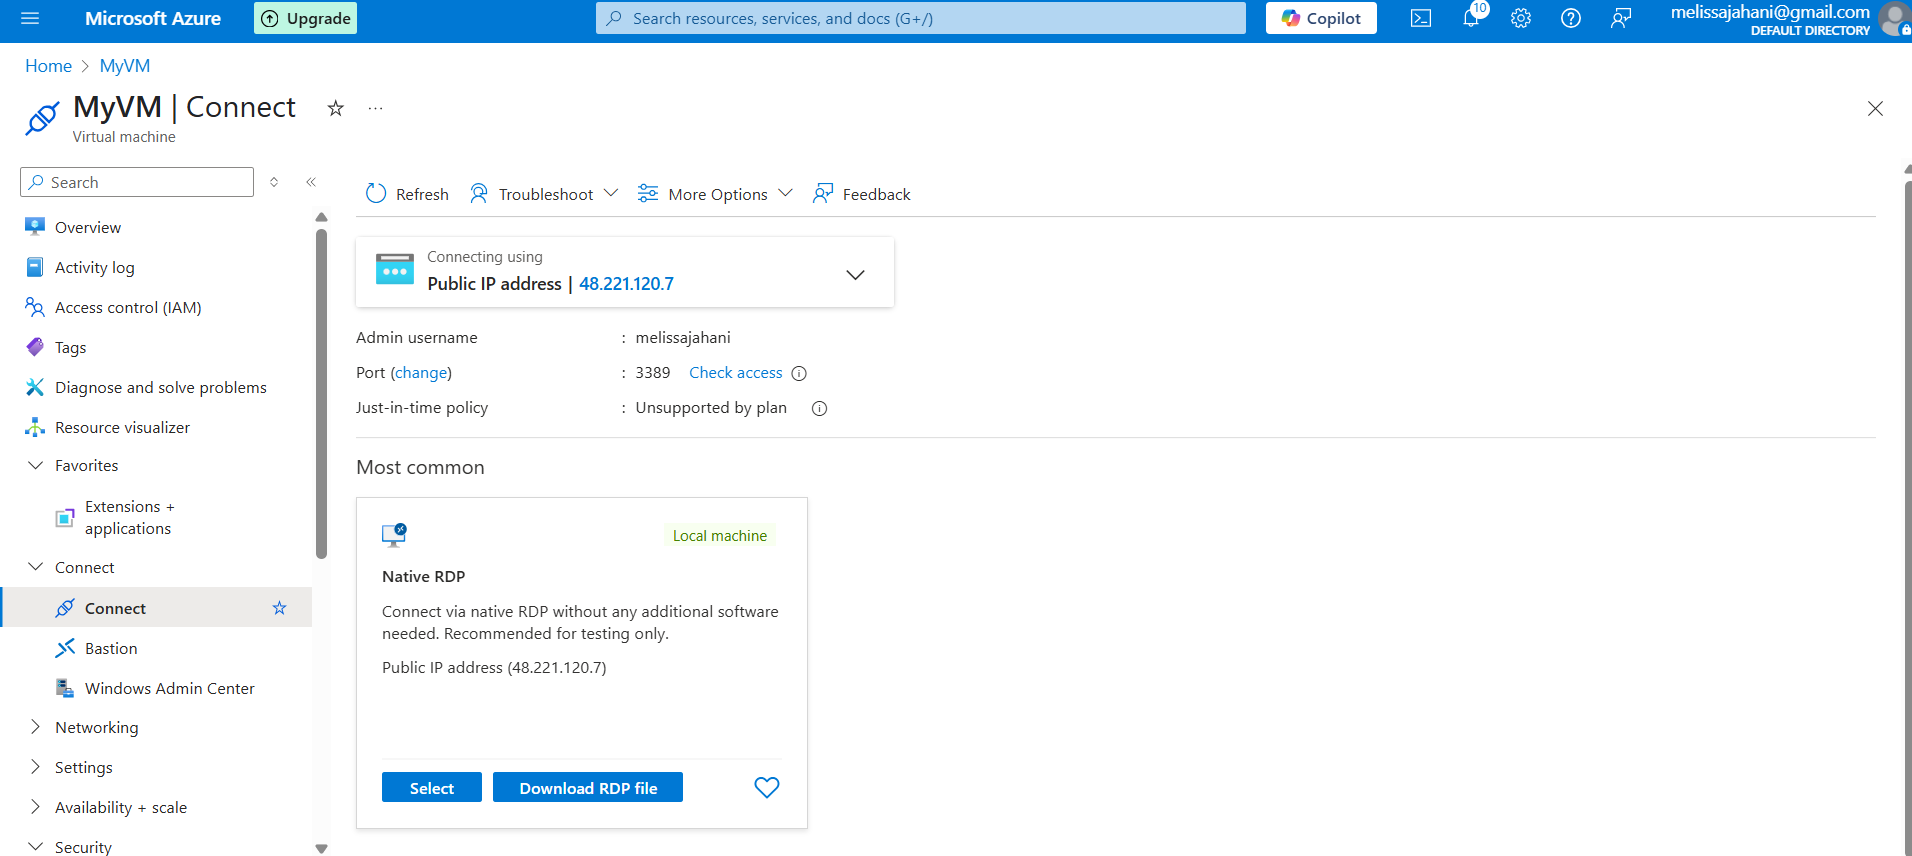 Microsoft Azure
Upgrade
Search resources, services, and docs (G+/)
Copilot
10
melissajahani@gmail.com
DEFAULT DIRECTORY
Home > MyVM
MyVM | Connect
Virtual machine
Search
Overview
Activity log
Access control (IAM)
Tags
Diagnose and solve problems
Resource visualizer
Favorites
Extensions +
applications
Connect
Connect
Bastion
Windows Admin Center
Networking
Settings
Availability + scale
Security
Refresh
Troubleshoot
More Options
Feedback
Connecting using
Public IP address | 48.221.120.7
Admin username : melissajahani
Port (change) : 3389 Check access
Just-in-time policy : Unsupported by plan
Most common
Local machine
Native RDP
Connect via native RDP without any additional software
needed. Recommended for testing only.
Public IP address (48.221.120.7)
Select
Download RDP file